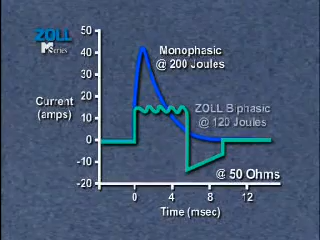 ZOLL
M Series
50
40
30
20
10
0
-10
-20
Current
(amps)
Monophasic
@ 200 Joules
ZOLL Biphasic
@ 120 Joules
@ 50 Ohms
0 4 8 12
Time (msec)